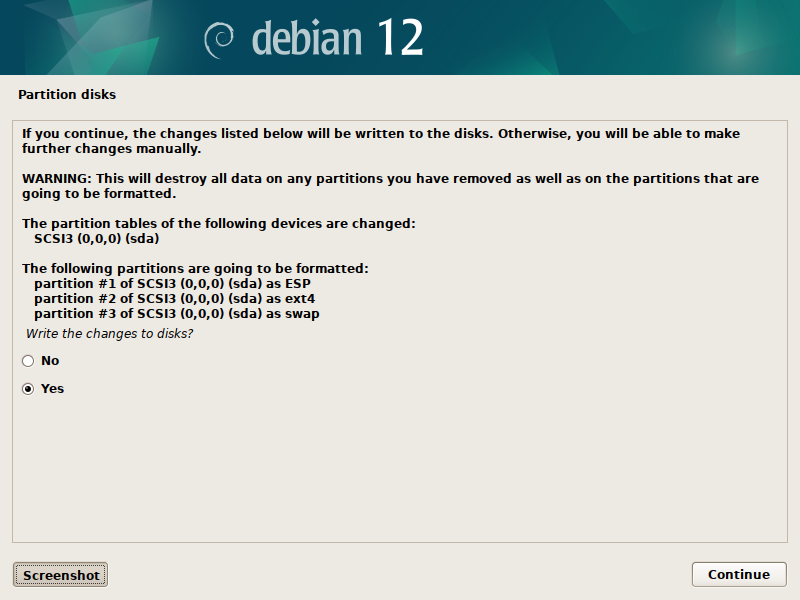 debian 12
Partition disks
If you continue, the changes listed below will be written to the disks. Otherwise, you will be able to make
further changes manually.
WARNING: This will destroy all data on any partitions you have removed as well as on the partitions that are
going to be formatted.
The partition tables of the following devices are changed:
SCSI3 (0,0,0) (sda)
The following partitions are going to be formatted:
partition #1 of SCSI3 (0,0,0) (sda) as ESP
partition #2 of SCSI3 (0,0,0) (sda) as ext4
partition #3 of SCSI3 (0,0,0) (sda) as swap
Write the changes to disks?
No
Yes
Screenshot
Continue